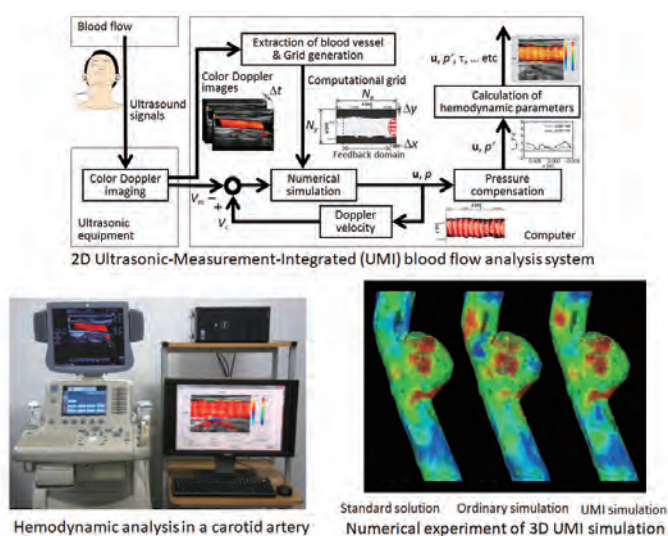 Blood flow
Extraction of blood vessel
& Grid generation
u, p', τ, ... etc
Color Doppler
images
Δt
Computational grid
Nx
Ny
Δy
Δx
Feedback domain
Calculation of
hemodynamic parameters
Ultrasound
signals
u, p'
Color Doppler
imaging
Vm
−
+
Vc
Numerical
simulation
u, p
Pressure
compensation
Doppler
velocity
Ultrasonic
equipment
Computer
2D Ultrasonic-Measurement-Integrated (UMI) blood flow analysis system
Standard solution Ordinary simulation UMI simulation
Hemodynamic analysis in a carotid artery
Numerical experiment of 3D UMI simulation